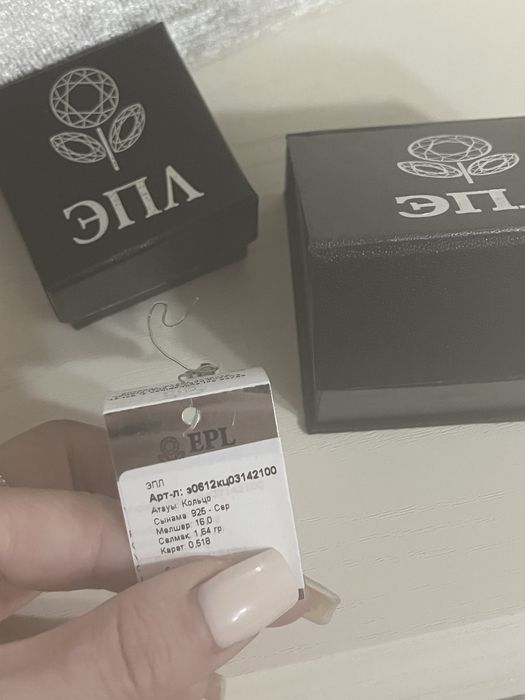 ЭПЛ
ЭПЛ
EPL
ЭПЛ
Арт-л: э0612кц03142100
Атауы: Кольцо
Сынама: 925 - Сер
Мөлшер: 16,0
Салмақ: 1,64 гр.
Карат: 0,518